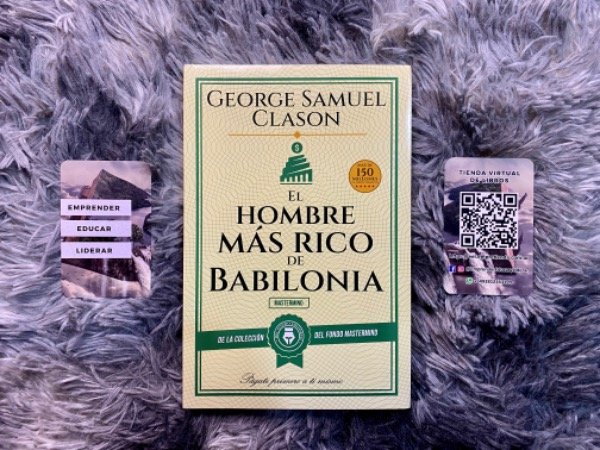 EMPRENDER
EDUCAR
LIDERAR
GEORGE SAMUEL
CLASON
$
150
EL
HOMBRE
MÁS RICO
DE
BABILONIA
MASTERMIND
DE LA COLECCIÓN
DEL FONDO MASTERMIND
Págate primero a ti mismo
TIENDA VIRTUAL
DE LIBROS